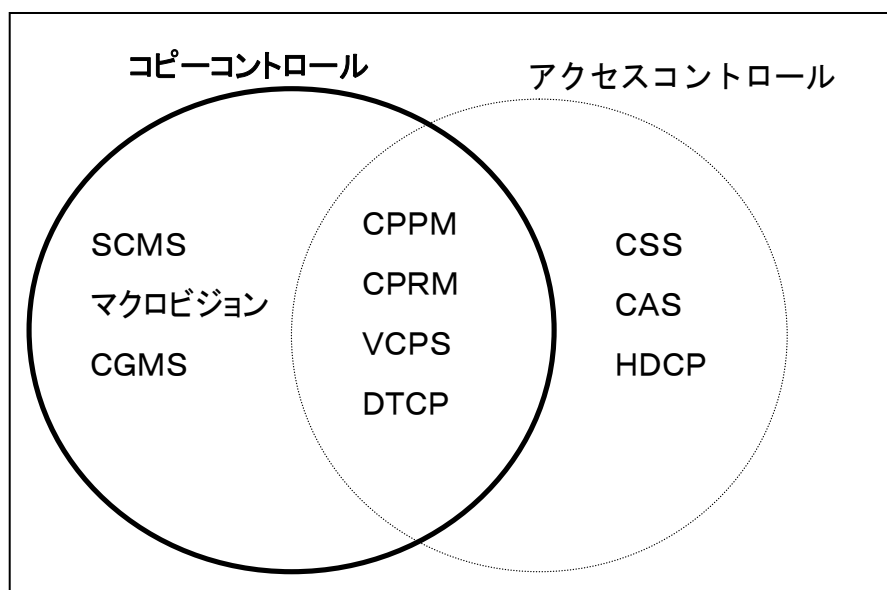 コピーコントロール
アクセスコントロール
SCMS
マクロビジョン
CGMS
CPPM
CPRM
VCPS
DTCP
CSS
CAS
HDCP